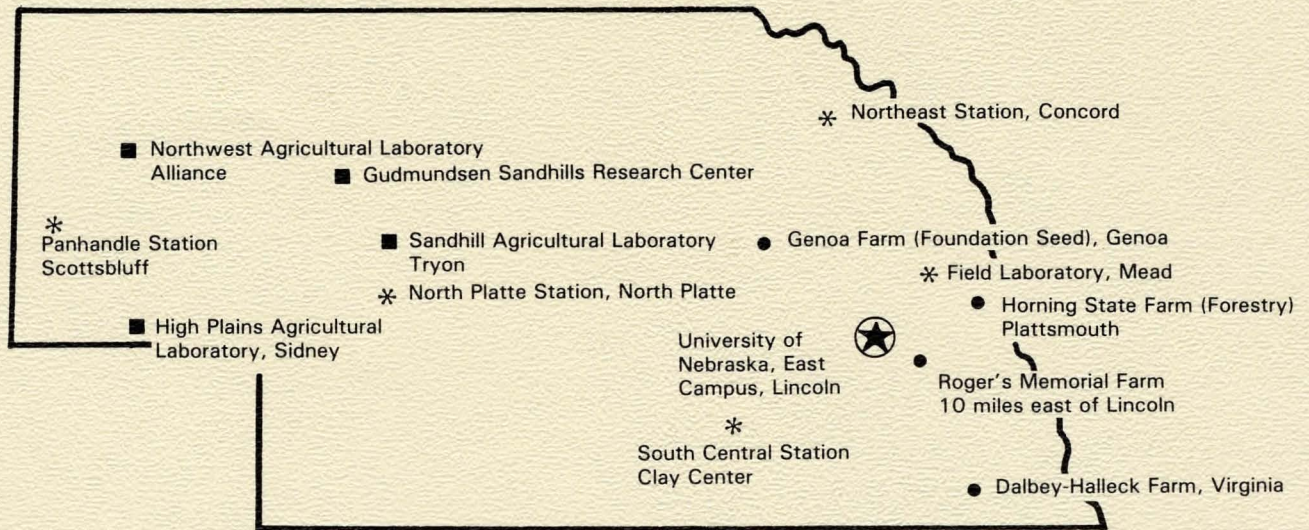 Northeast Station, Concord
Northwest Agricultural Laboratory
Alliance
Gudmundsen Sandhills Research Center
Panhandle Station
Scottsbluff
Sandhill Agricultural Laboratory
Tryon
Genoa Farm (Foundation Seed), Genoa
Field Laboratory, Mead
North Platte Station, North Platte
Horning State Farm (Forestry)
Plattsmouth
High Plains Agricultural
Laboratory, Sidney
University of
Nebraska, East
Campus, Lincoln
Roger's Memorial Farm
10 miles east of Lincoln
South Central Station
Clay Center
Dalbey-Halleck Farm, Virginia